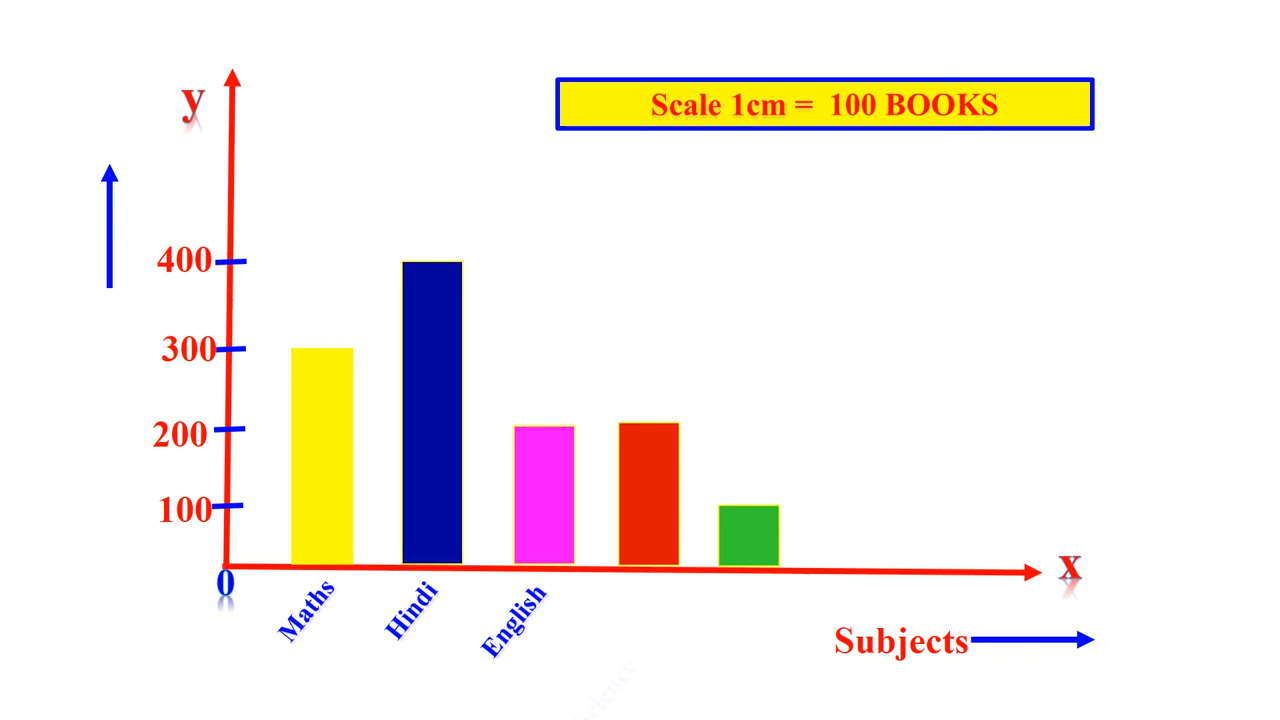 y
Scale 1cm = 100 BOOKS
400
300
200
100
0
x
Maths
Hindi
English
Subjects